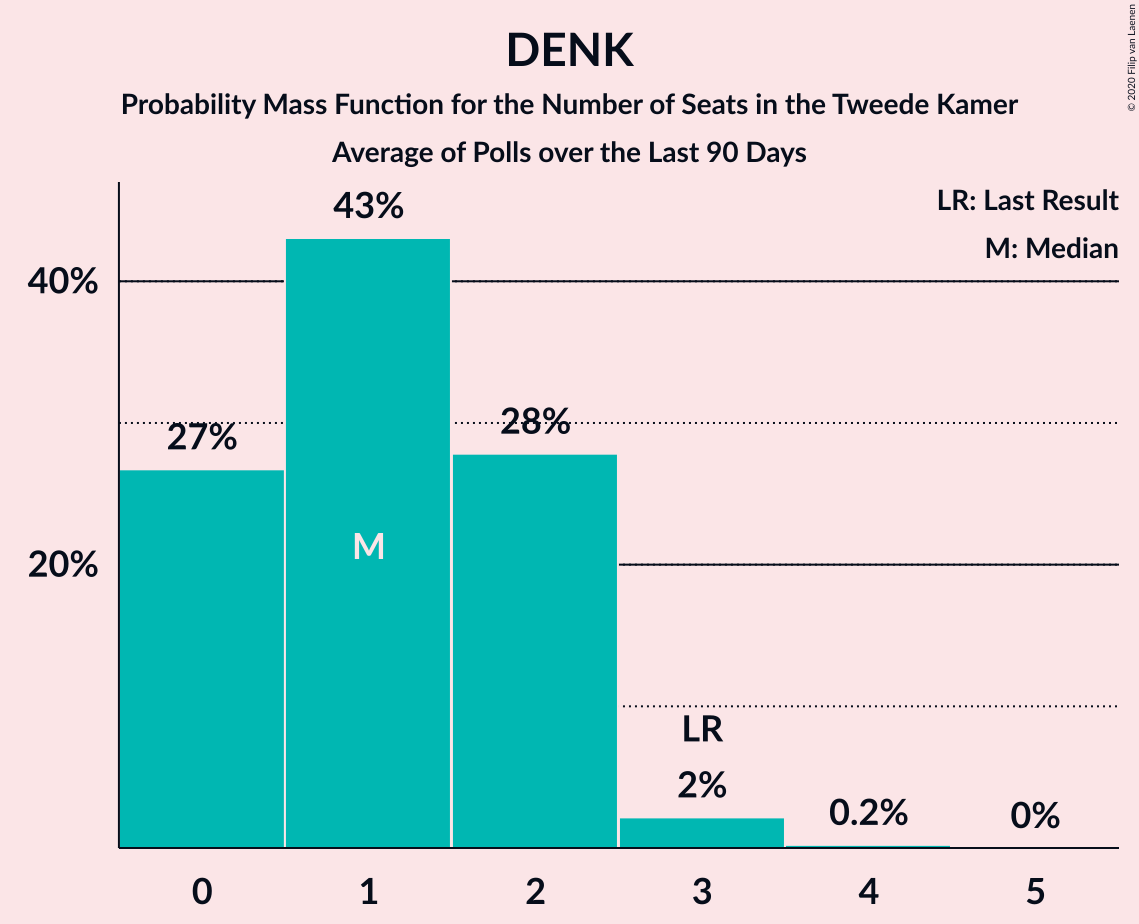 DENK
Probability Mass Function for the Number of Seats in the Tweede Kamer
Average of Polls over the Last 90 Days
© 2020 Filip van Laenen
LR: Last Result
M: Median
43%
40%
27%
28%
M
20%
LR
2%
0.2%
0%
0 1 2 3 4 5